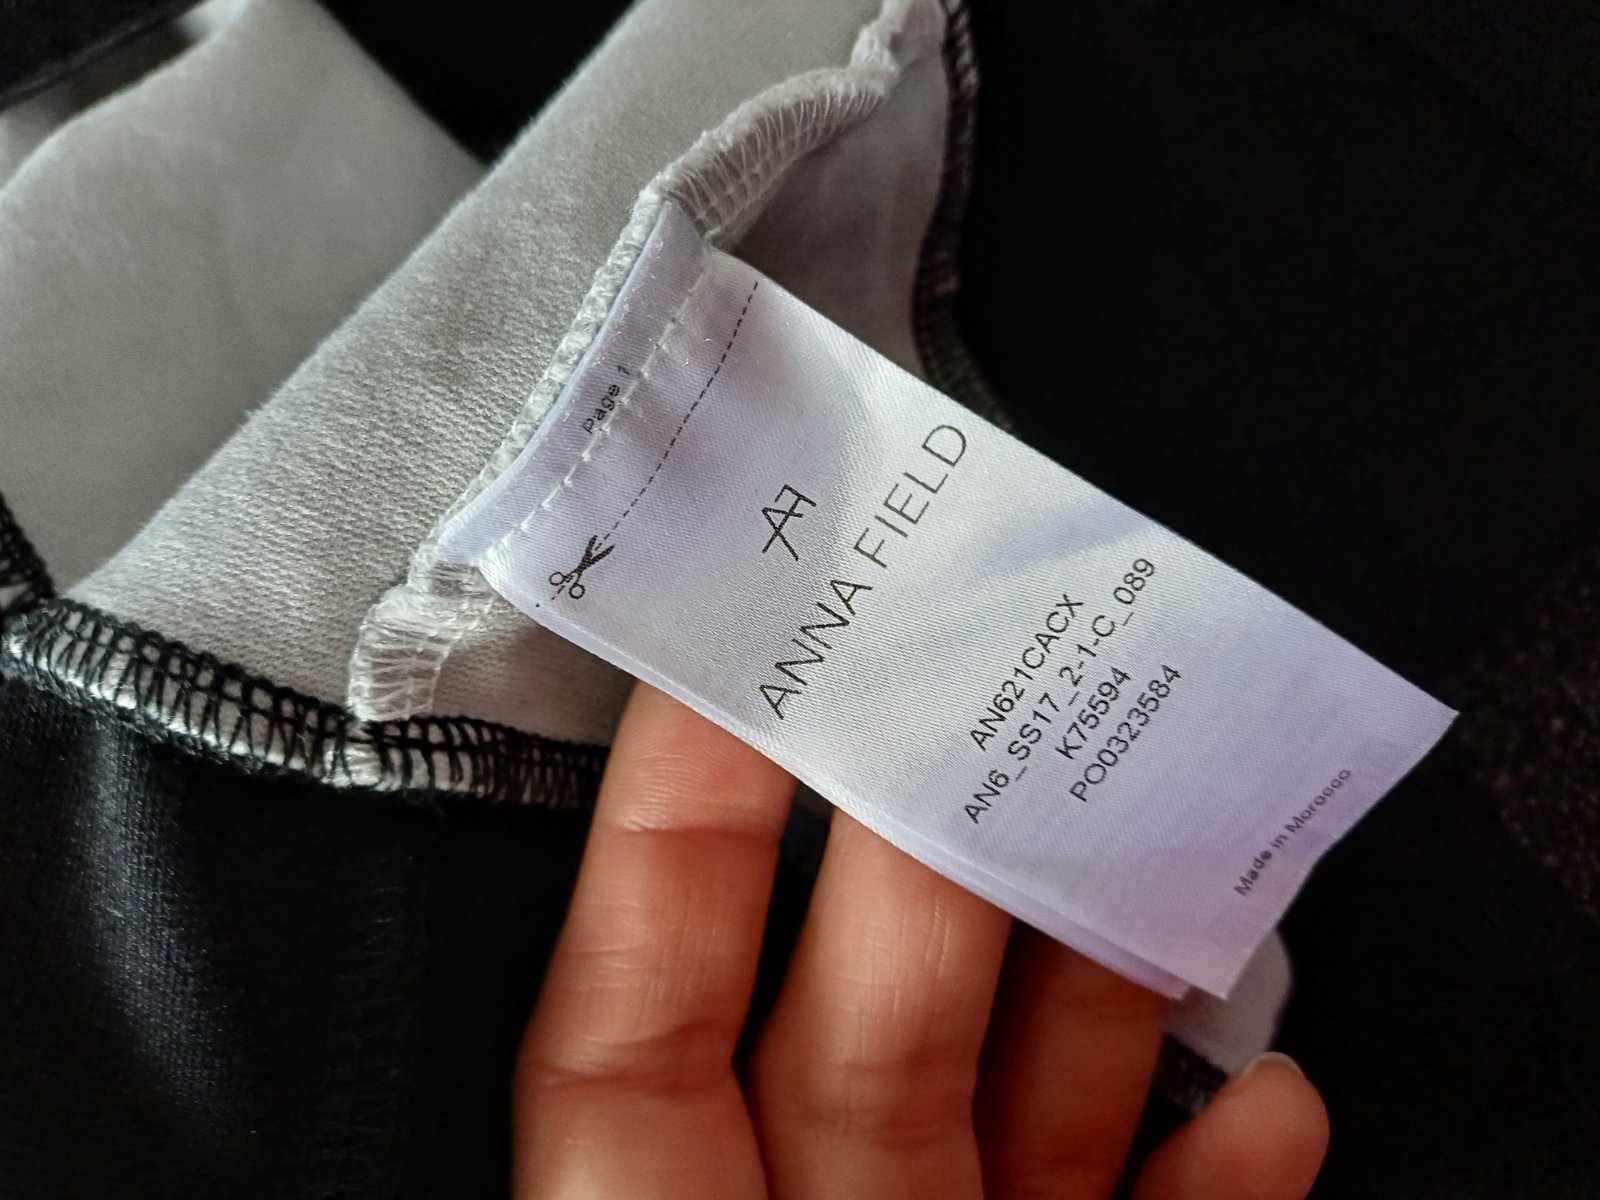 Page 1
AF
ANNA FIELD
AN621CACX
AN6_SS17_2-1-C_089
K75594
PO0323584
Made in Morocco